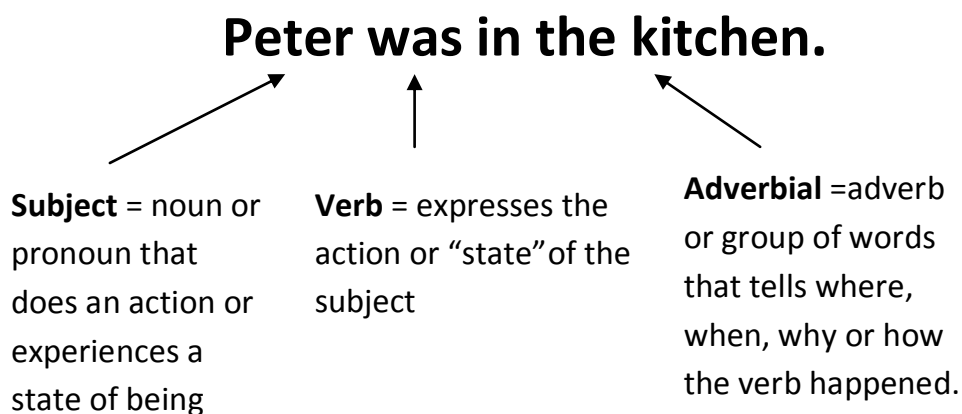 Peter was in the kitchen.
Subject = noun or
pronoun that
does an action or
experiences a
state of being
Verb = expresses the
action or “state”of the
subject
Adverbial =adverb
or group of words
that tells where,
when, why or how
the verb happened.